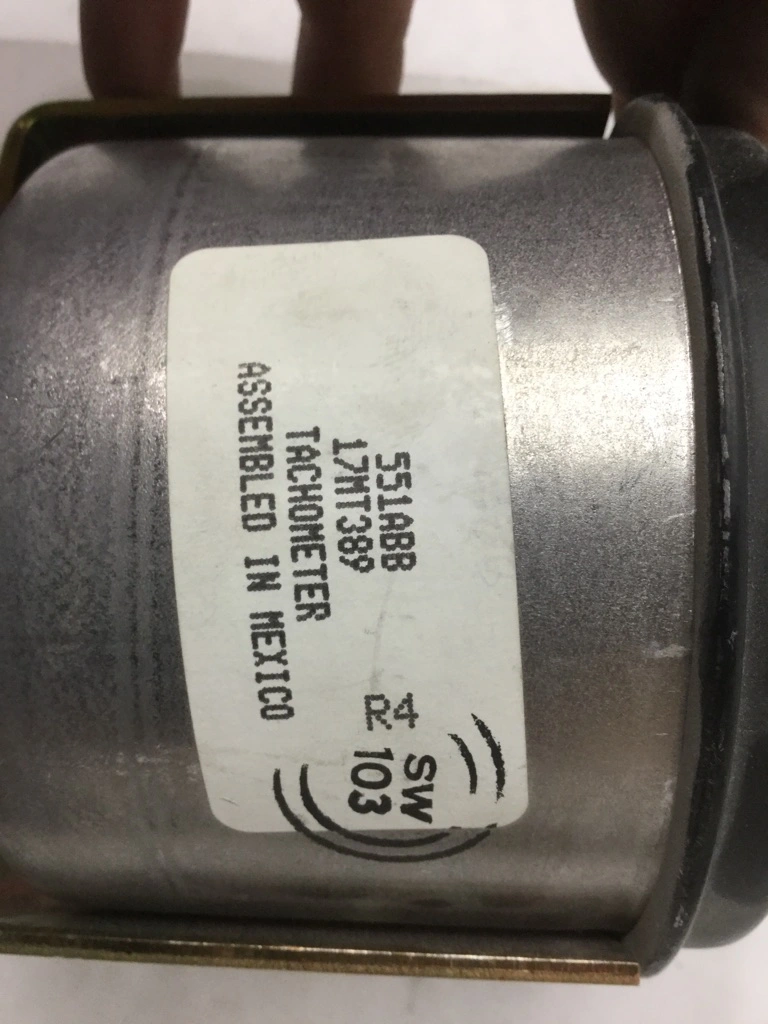 551ABB
17MT389
TACHOMETER
ASSEMBLED IN MEXICO
R4
SW
103